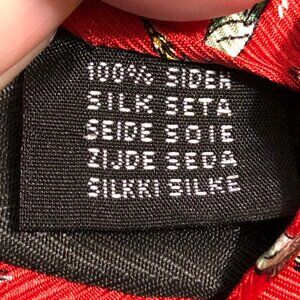 100% SIDEN
SILK SETA
SEIDE SOIE
ZIJDE SEDA
SILKKI SILKE